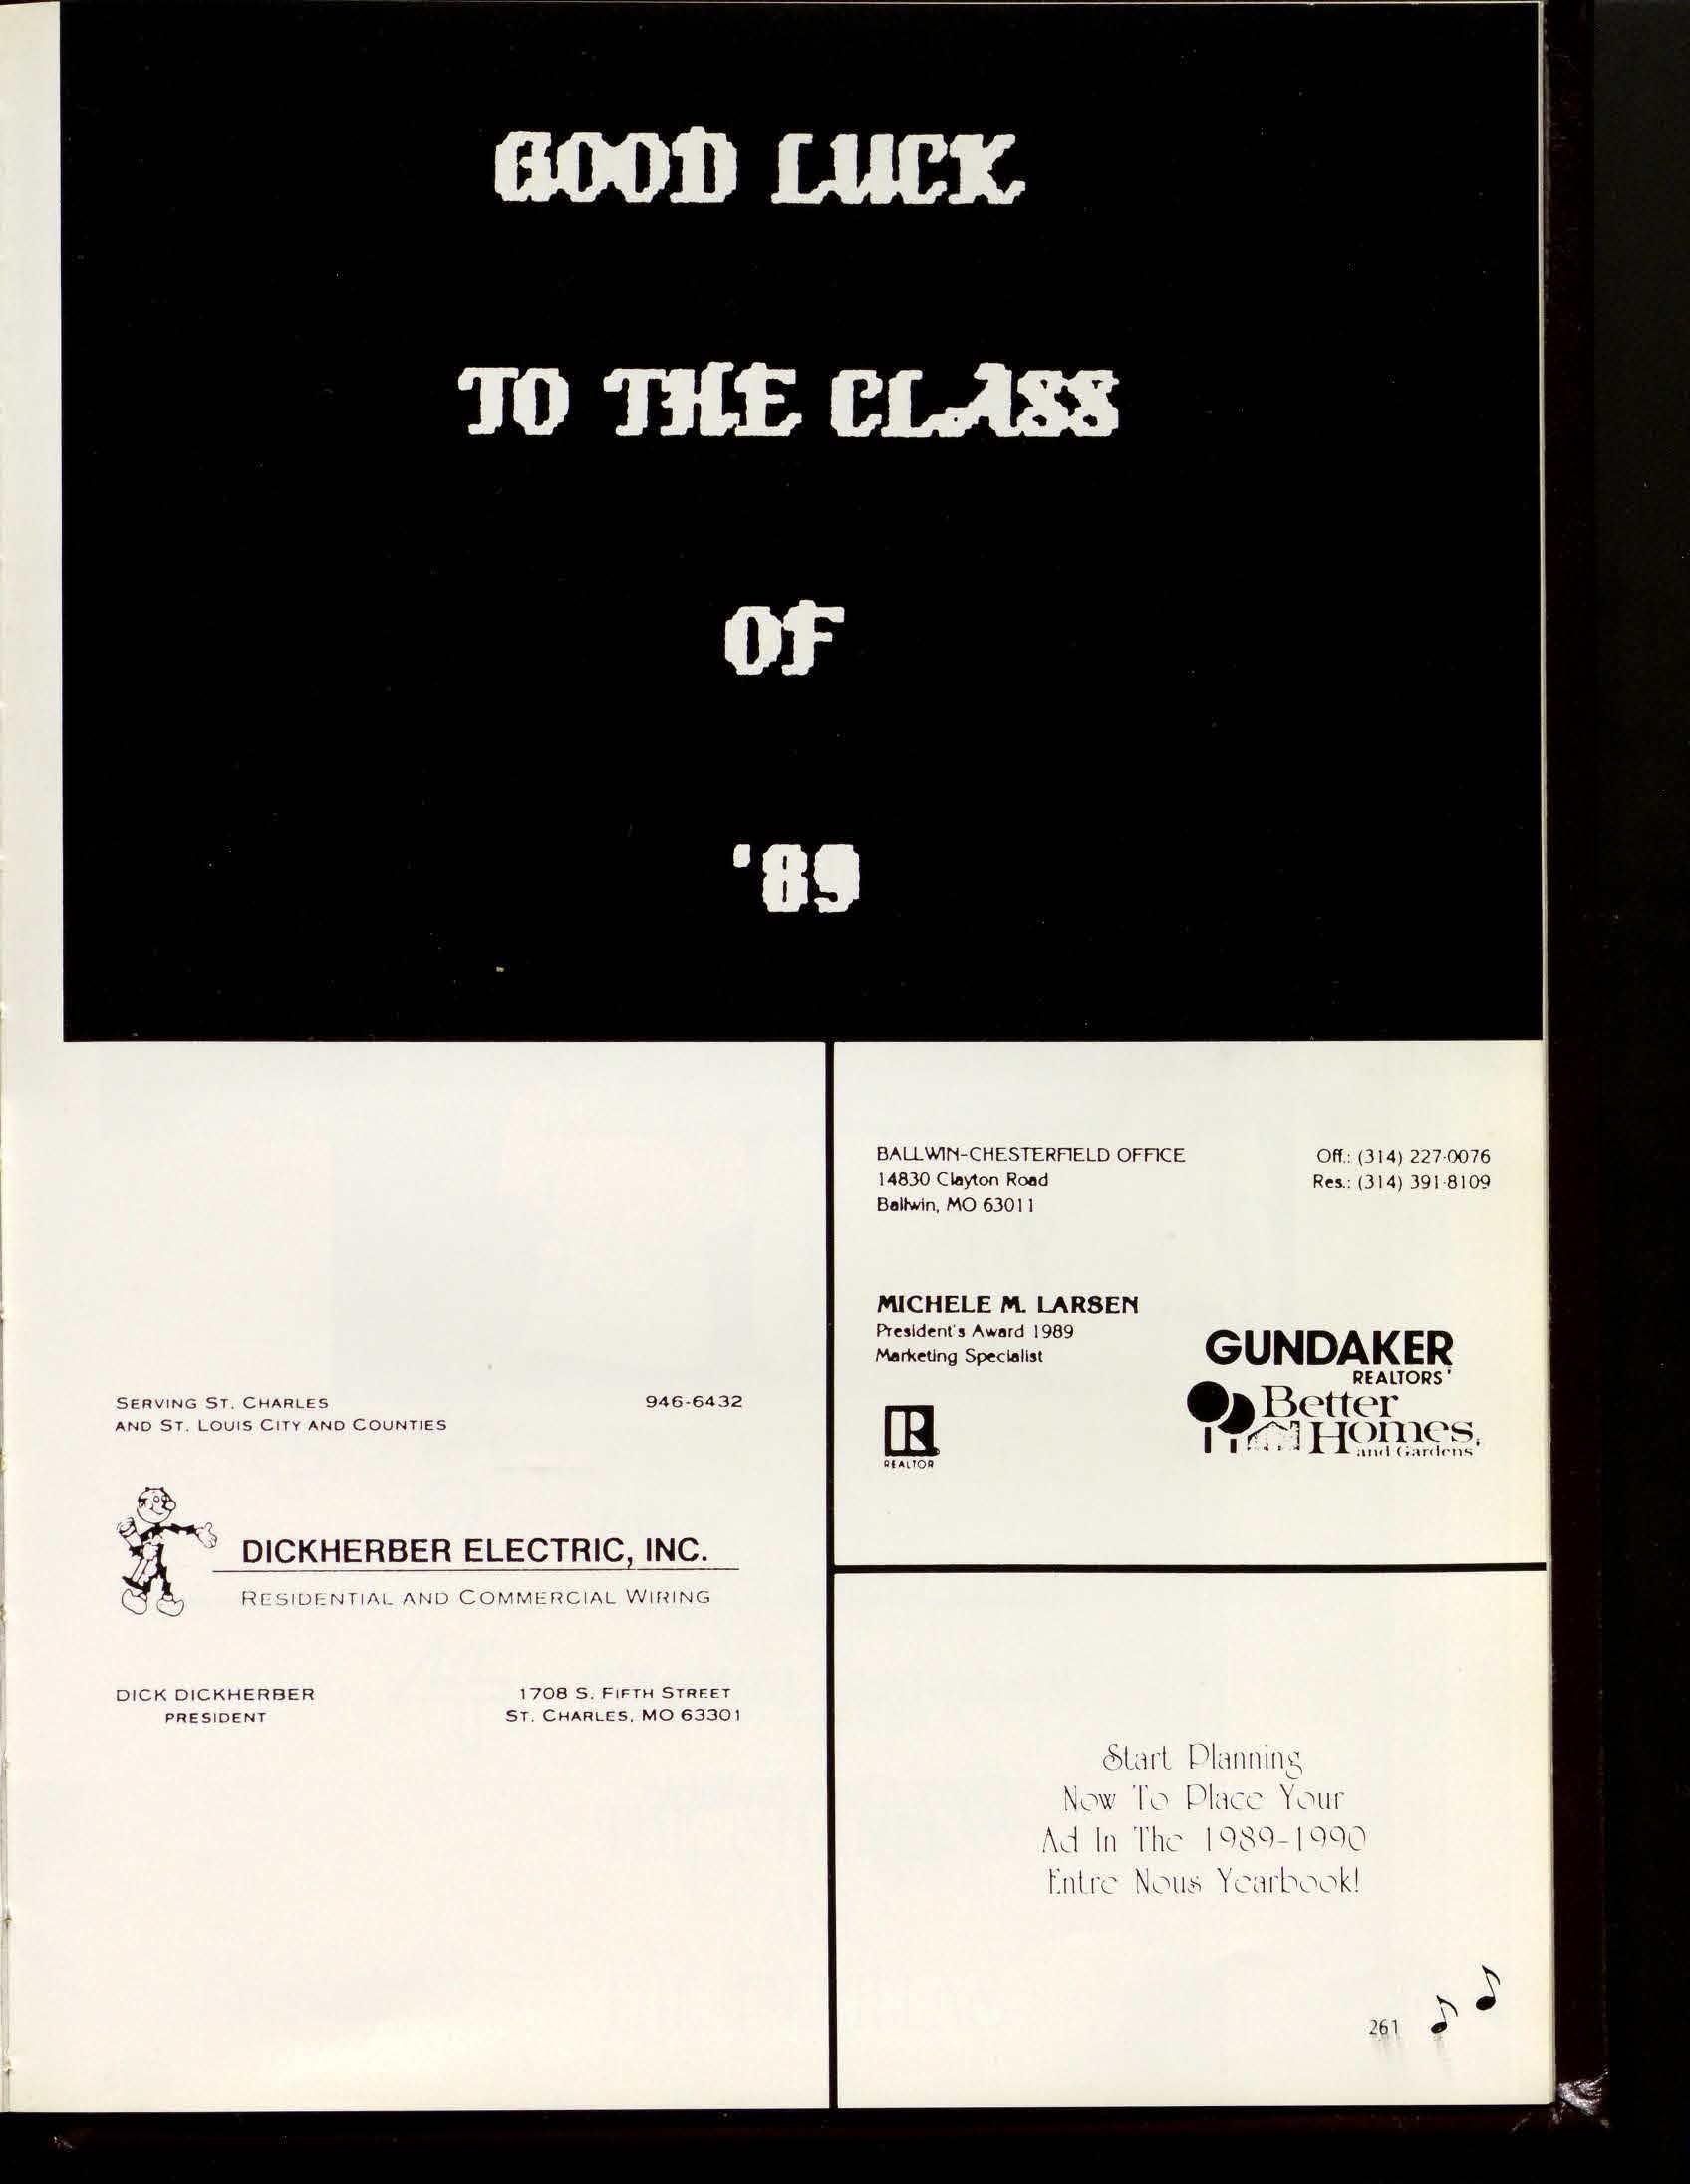 GOOD LUCK
TO THE CLASS
OF
'89
SERVING ST. CHARLES
AND ST. LOUIS CITY AND COUNTIES
946-6432
DICKHERBER ELECTRIC, INC.
RESIDENTIAL AND COMMERCIAL WIRING
DICK DICKHERBER
PRESIDENT
1708 S. FIFTH STREET
ST. CHARLES, MO 63301
BALLWIN-CHESTERFIELD OFFICE
14830 Clayton Road
Ballwin, MO 63011
Off.: (314) 227-0076
Res.: (314) 391-8109
MICHELE M. LARSEN
President's Award 1989
Marketing Specialist
R
REALTOR
GUNDAKER
REALTORS'
Better
Homes
and Gardens
Start Planning
Now To Place Your
Ad In The 1989-1990
Entre Nous Yearbook!
261